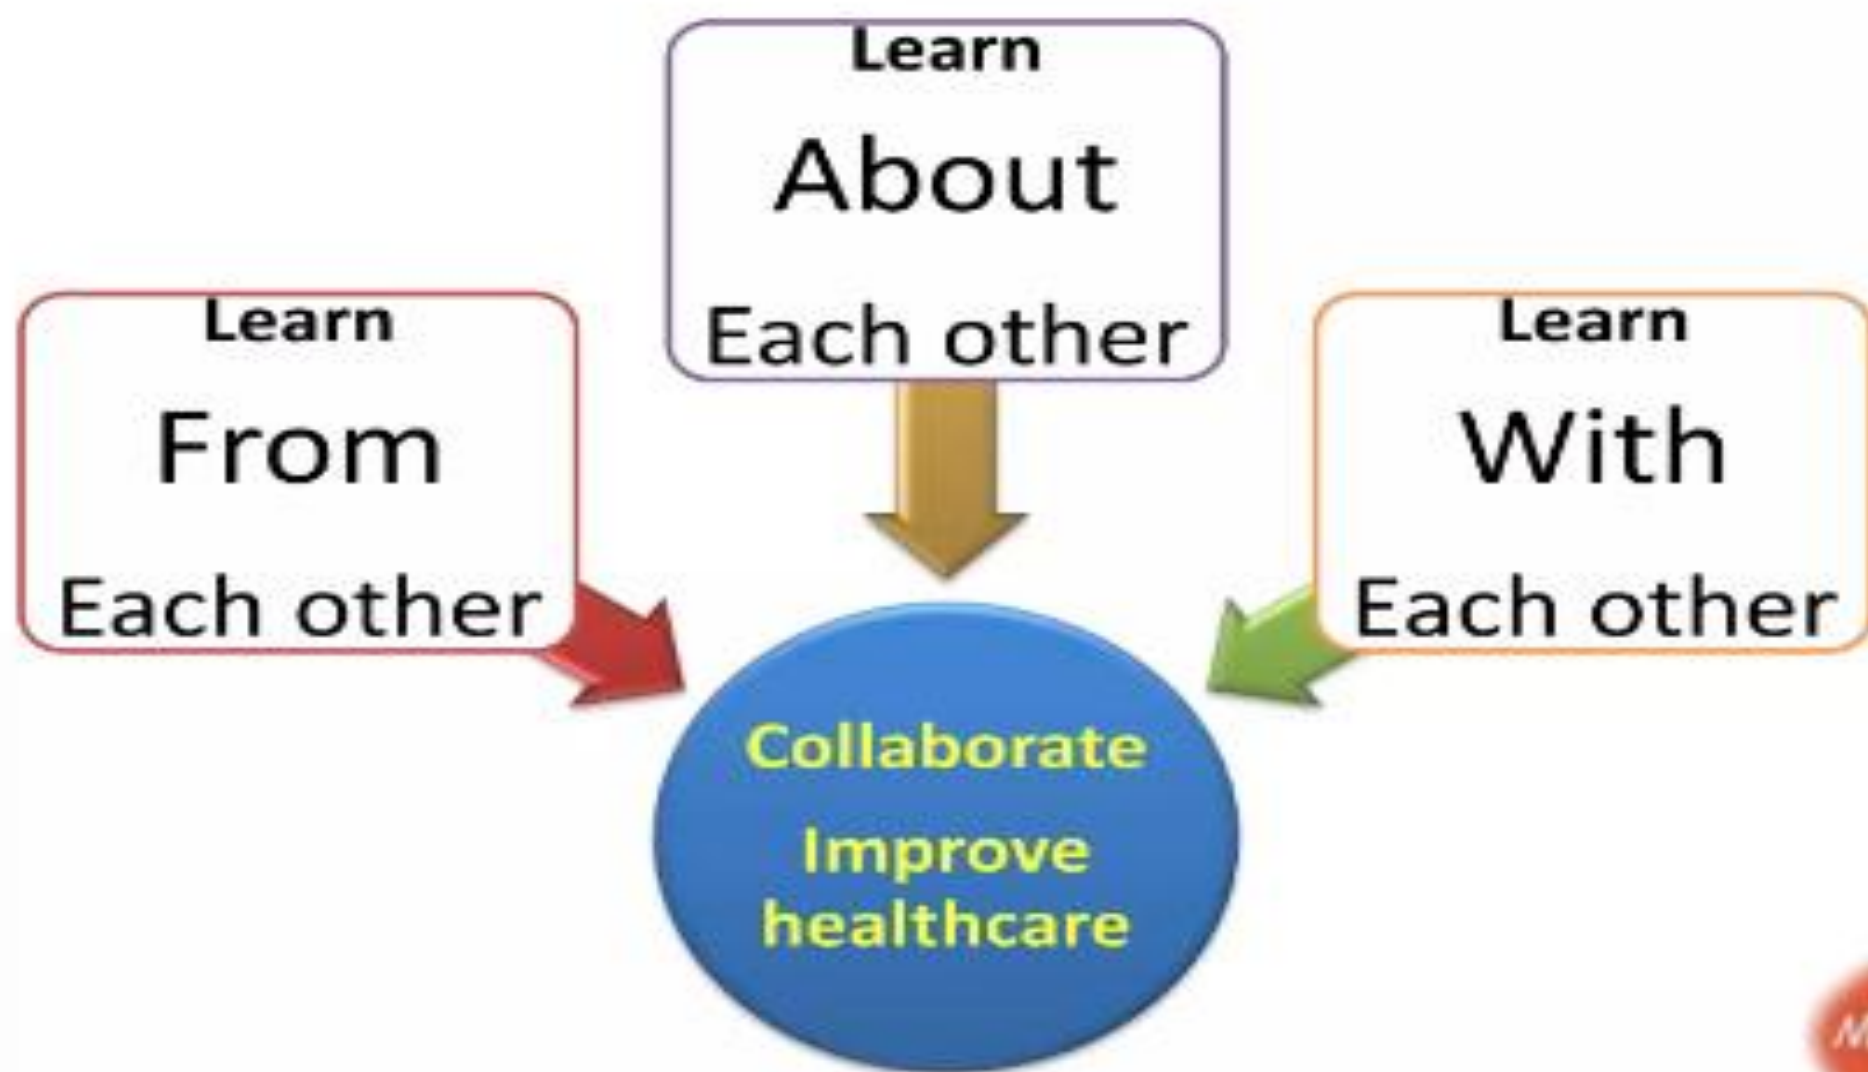 Learn
About
Each other
Learn
From
Each other
Learn
With
Each other
Collaborate
Improve
healthcare